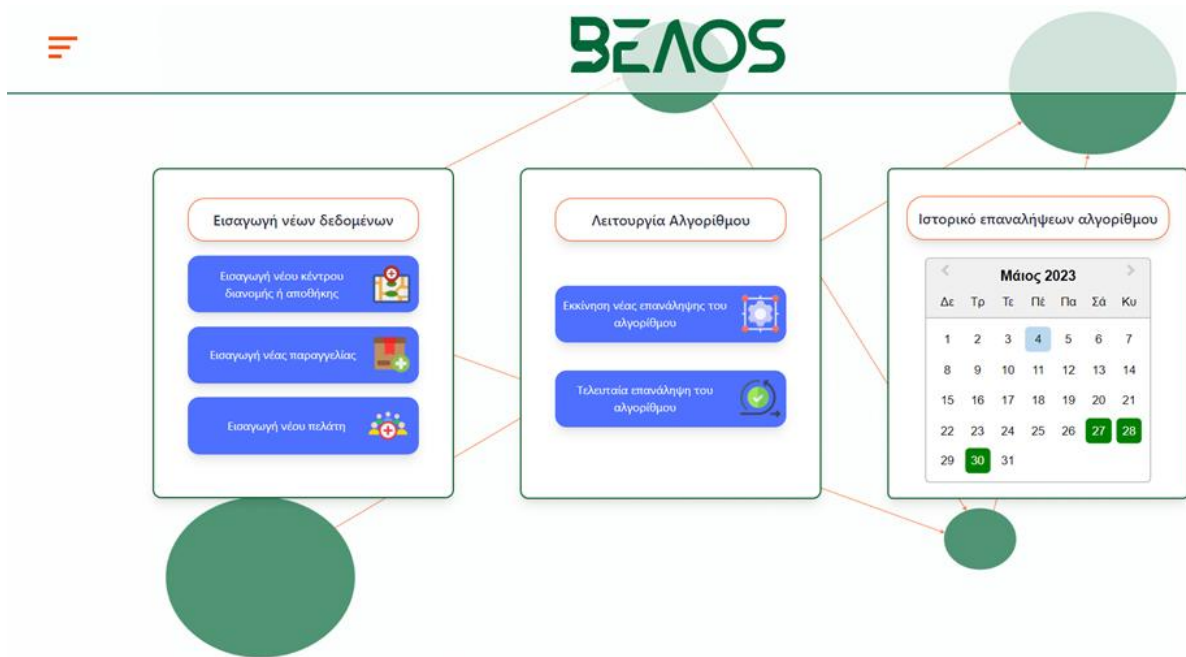 ΒΕΛΟΣ
Εισαγωγή νέων δεδομένων
Εισαγωγή νέου κέντρου
διανομής ή αποθήκης
Εισαγωγή νέας παραγγελίας
Εισαγωγή νέου πελάτη
Λειτουργία Αλγορίθμου
Εκκίνηση νέας επανάληψης του
αλγορίθμου
Τελευταία επανάληψη του
αλγορίθμου
Ιστορικό επαναλήψεων αλγορίθμου
Μάιος 2023
Δε Τρ Τε Πέ Πα Σά Κυ
1 2 3 4 5 6 7
8 9 10 11 12 13 14
15 16 17 18 19 20 21
22 23 24 25 26 27 28
29 30 31